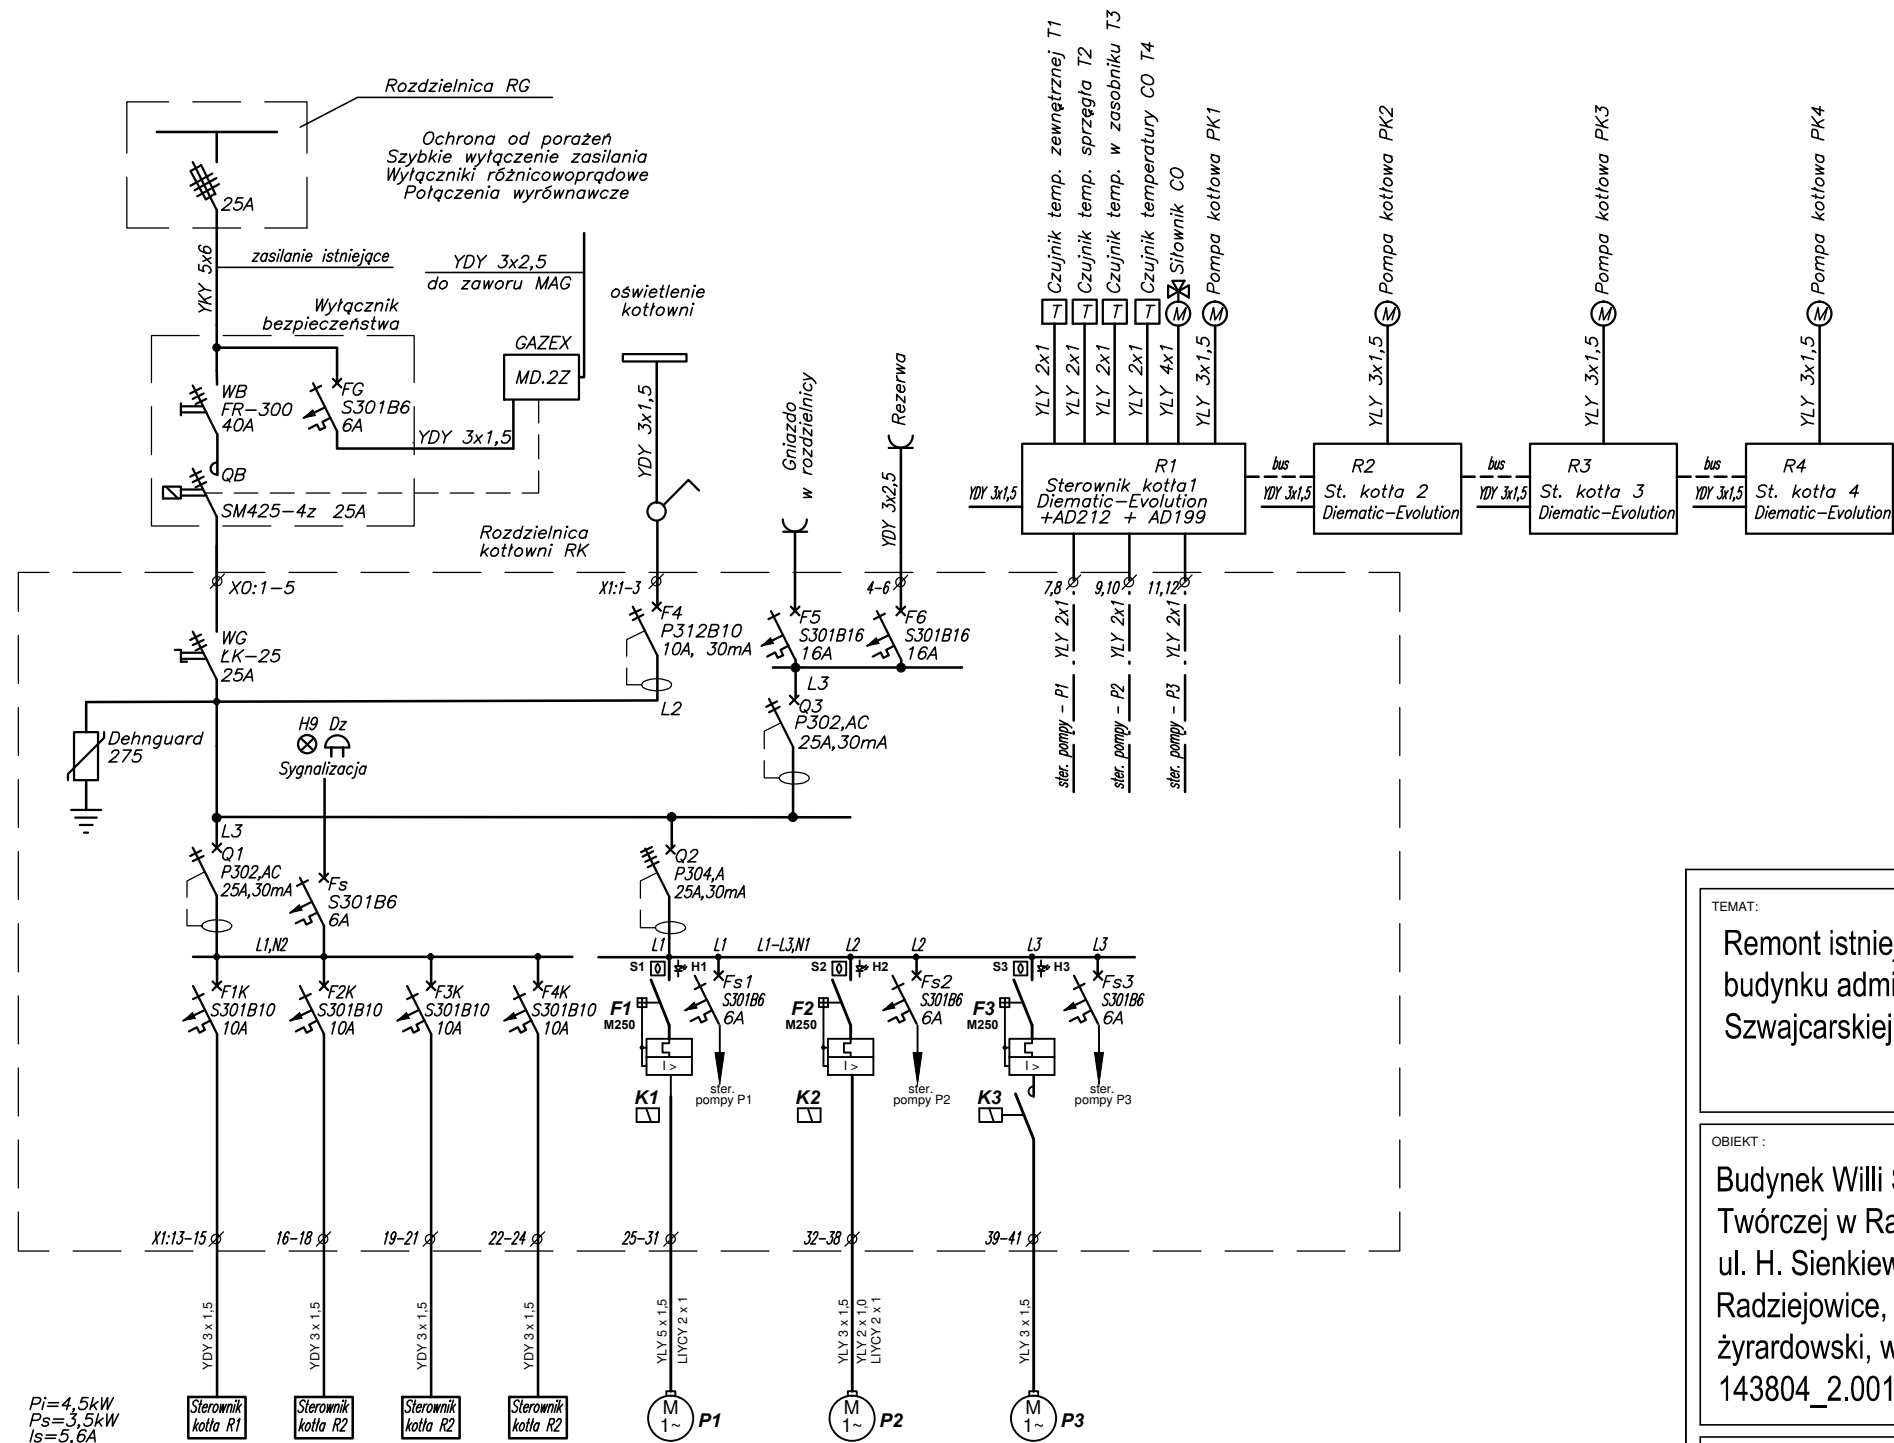 Rozdzielnica RG
Ochrona od porażeń
Szybkie wyłączenie zasilania
Wyłączniki różnicowoprądowe
Połączenia wyrównawcze
25A
YKY 5x6
zasilanie istniejące
YDY 3x2,5
do zaworu MAG
Wyłącznik
bezpieczeństwa
WB
FR-300
40A
FG
S301B6
6A
YDY 3x1,5
GAZEX
MD.2Z
QB
SM425-4z 25A
oświetlenie
kotłowni
YDY 3x1,5
Gniazdo
w rozdzielnicy
Rezerwa
YDY 3x2,5
Rozdzielnica
kotłowni RK
Czujnik temp. zewnętrznej T1
Czujnik temp. sprzęgła T2
Czujnik temp. w zasobniku T3
Czujnik temperatury CO T4
Siłownik CO
Pompa kotłowa PK1
Pompa kotłowa PK2
Pompa kotłowa PK3
Pompa kotłowa PK4
T
T
T
T
M
M
M
M
M
YLY 2x1
YLY 2x1
YLY 2x1
YLY 2x1
YLY 4x1
YLY 3x1,5
YLY 3x1,5
YLY 3x1,5
YLY 3x1,5
YDY 3x1,5
R1
Sterownik kotła1
Diematic-Evolution
+AD212 + AD199
bus
YDY 3x1,5
R2
St. kotła 2
Diematic-Evolution
bus
YDY 3x1,5
R3
St. kotła 3
Diematic-Evolution
bus
YDY 3x1,5
R4
St. kotła 4
Diematic-Evolution
X0:1-5
X1:1-3
4-6
7,8
9,10
11,12
WG
ŁK-25
25A
F4
P312B10
10A, 30mA
L2
F5
S301B16
16A
F6
S301B16
16A
L3
Q3
P302,AC
25A,30mA
ster. pompy - P1 . YLY 2x1 .
ster. pompy - P2 . YLY 2x1 .
ster. pompy - P3 . YLY 2x1 .
Dehnguard
275
H9 Dz
Sygnalizacja
L3
Q1
P302,AC
25A,30mA
Fs
S301B6
6A
Q2
P304,A
25A,30mA
L1,N2
L1
L1
L1-L3,N1
L2
L2
L3
L3
F1K
S301B10
10A
F2K
S301B10
10A
F3K
S301B10
10A
F4K
S301B10
10A
S1
H1
F1
M250
I >
K1
Fs1
S301B6
6A
ster.
pompy P1
S2
H2
F2
M250
I >
K2
Fs2
S301B6
6A
ster.
pompy P2
S3
H3
F3
M250
I >
K3
Fs3
S301B6
6A
ster.
pompy P3
X1:13-15
16-18
19-21
22-24
25-31
32-38
39-41
YDY 3 x 1,5
YDY 3 x 1,5
YDY 3 x 1,5
YDY 3 x 1,5
YLY 5 x 1,5
LIYCY 2 x 1
YLY 3 x 1,5
YLY 2 x 1,0
LIYCY 2 x 1
YLY 3 x 1,5
Pi=4,5kW
Ps=3,5kW
Is=5,6A
Sterownik
kotła R1
Sterownik
kotła R2
Sterownik
kotła R2
Sterownik
kotła R2
M
1~
P1
M
1~
P2
M
1~
P3
TEMAT:
Remont istnie
budynku admi
Szwajcarskiej
OBIEKT :
Budynek Willi
Twórczej w Ra
ul. H. Sienkiew
Radziejowice,
żyrardowski, w
143804_2.001